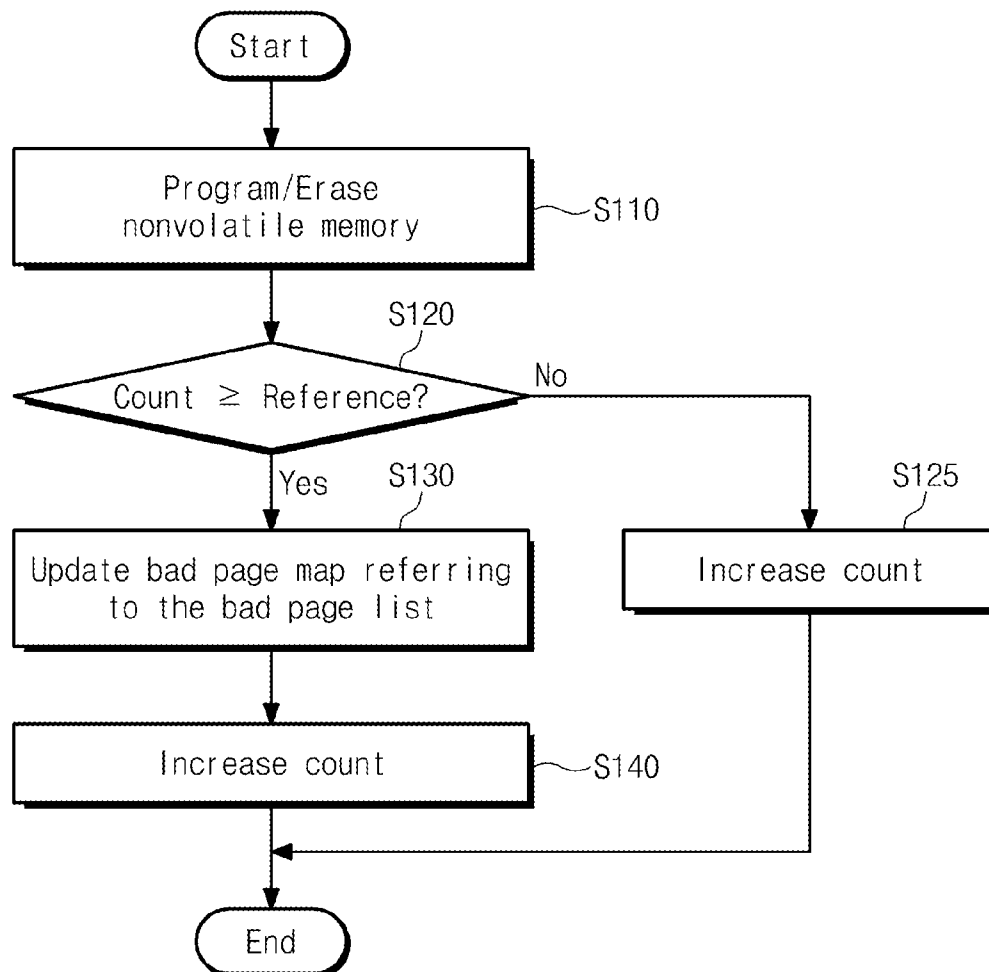 Start
Program/Erase
nonvolatile memory
S110
S120
Count ≥ Reference?
No
Yes
S130
S125
Update bad page map referring
to the bad page list
Increase count
Increase count
S140
End